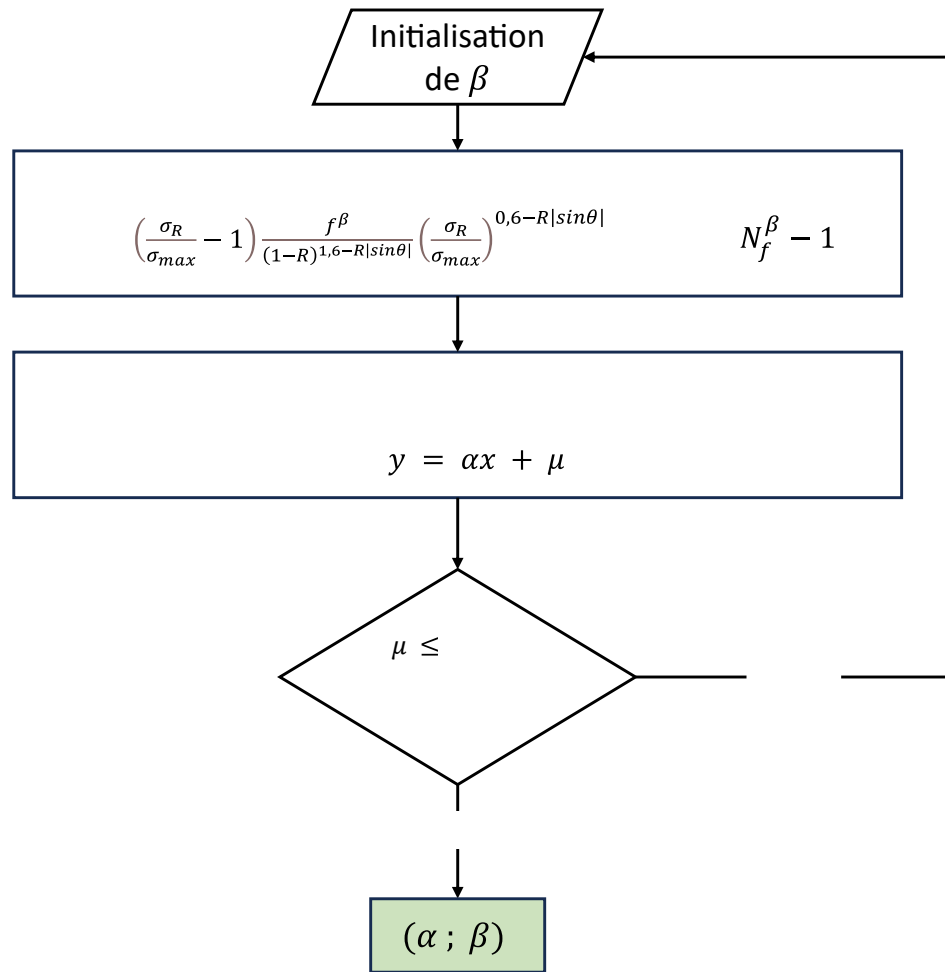 Initialisation
de β
(σ_R/σ_max − 1) f^β/(1−R)^{1,6−R|sinθ|} (σ_R/σ_max)^{0,6−R|sinθ|} N_f^β − 1
y = αx + μ
μ ≤
(α ; β)